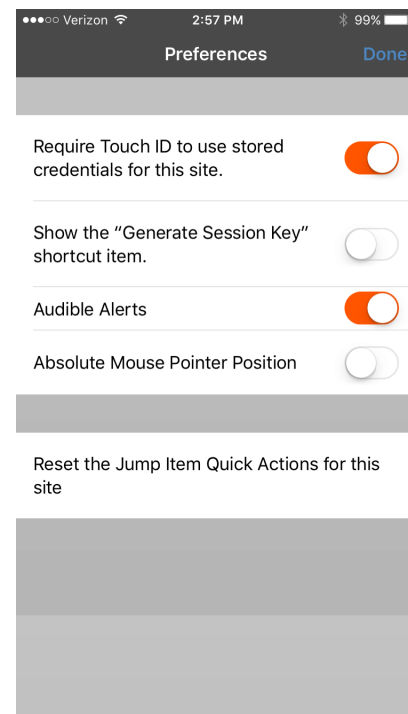 Verizon 2:57 PM 99%
Preferences Done
Require Touch ID to use stored
credentials for this site.
Show the “Generate Session Key”
shortcut item.
Audible Alerts
Absolute Mouse Pointer Position
Reset the Jump Item Quick Actions for this
site